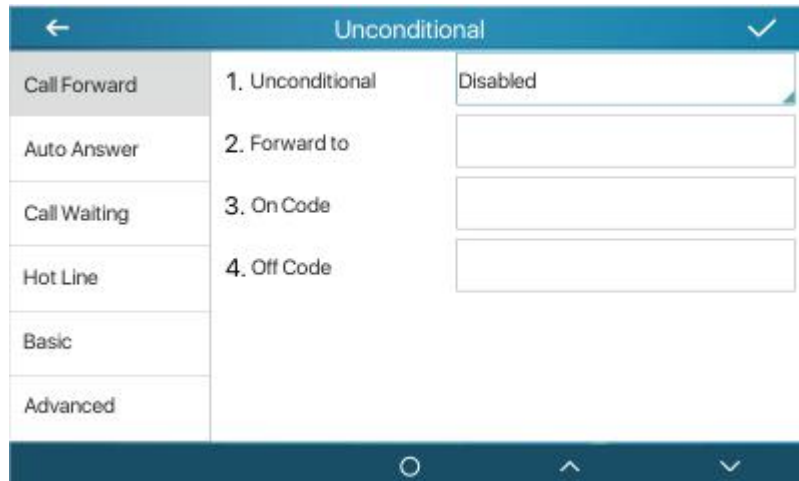 Unconditional
Call Forward
1. Unconditional
Disabled
Auto Answer
2. Forward to
Call Waiting
3. On Code
Hot Line
4. Off Code
Basic
Advanced